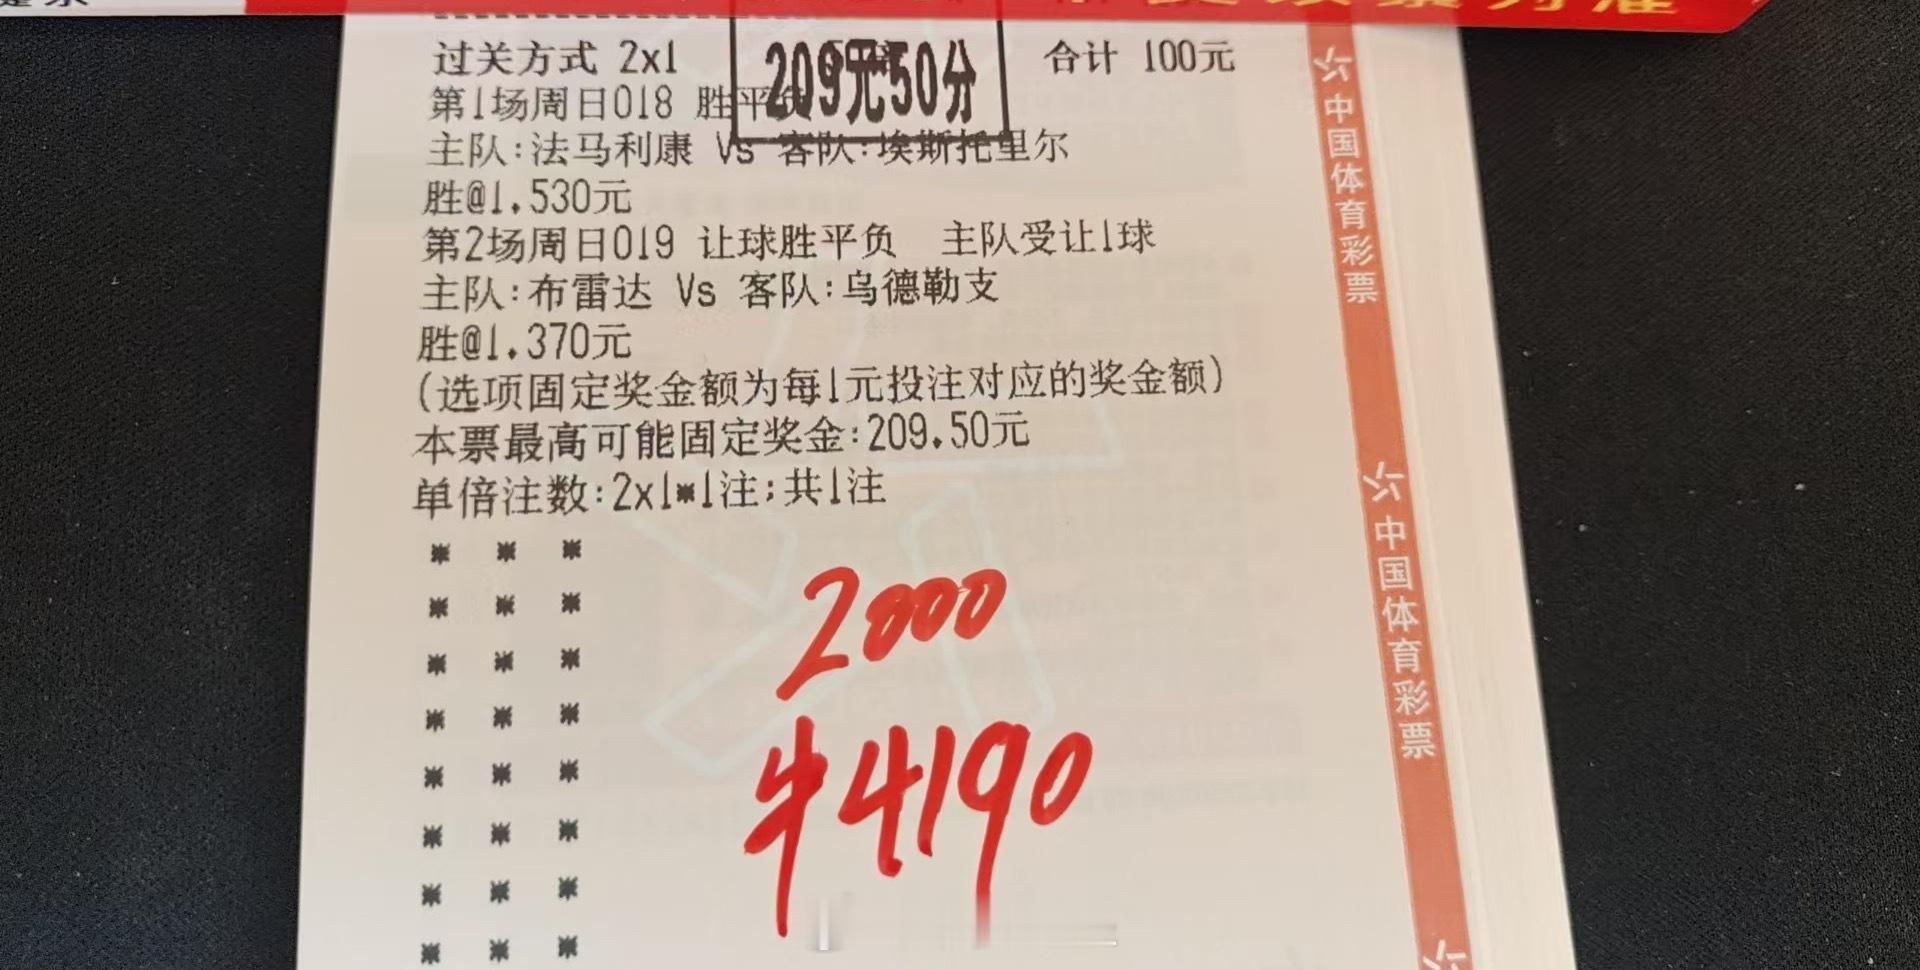 过关方式 2x1
209元50分
合计 100元
第1场周日018 胜平负
主队:法马利康 Vs 客队:埃斯托里尔
胜@1.530元
第2场周日019 让球胜平负 主队受让1球
主队:布雷达 Vs 客队:乌德勒支
胜@1.370元
(选项固定奖金额为每1元投注对应的奖金额)
本票最高可能固定奖金:209.50元
单倍注数:2x1*1注;共1注
* * *
* * *
* * *
* * *
* * *
* * *
* * *
* * *
2000
中4190
中国体育彩票
中国体育彩票